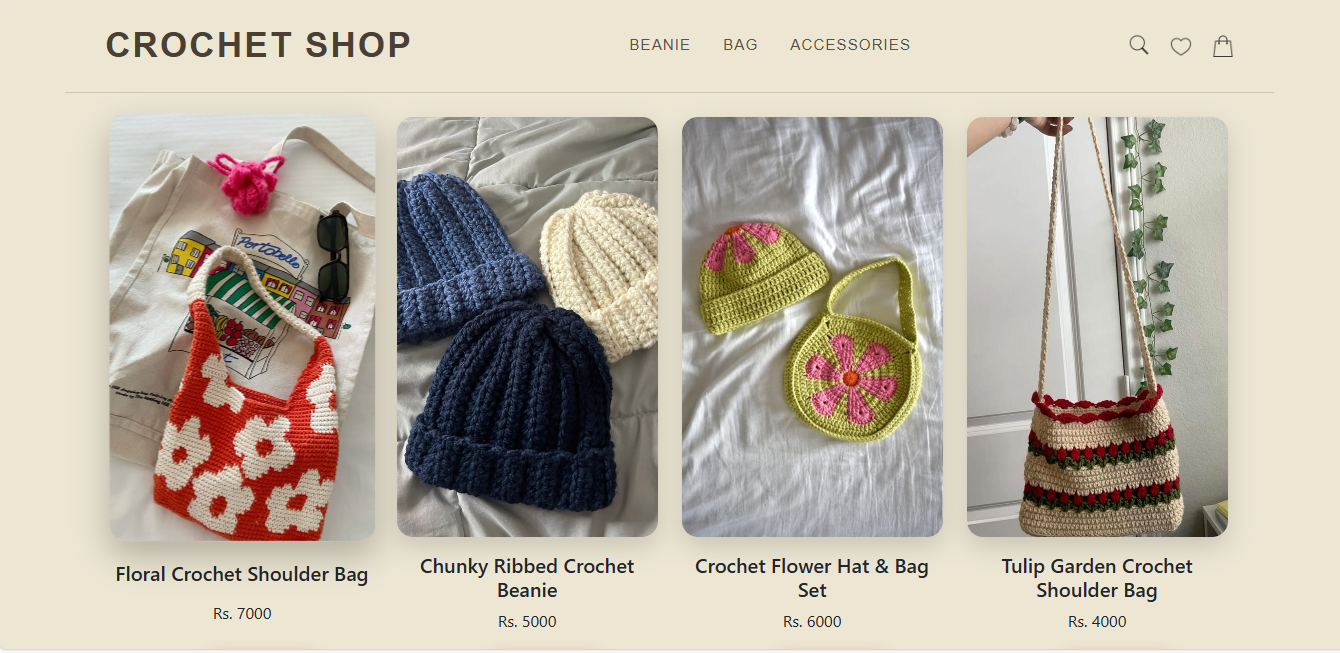 CROCHET SHOP
BEANIE BAG ACCESSORIES
Portobello
Floral Crochet Shoulder Bag
Rs. 7000
Chunky Ribbed Crochet
Beanie
Rs. 5000
Crochet Flower Hat & Bag
Set
Rs. 6000
Tulip Garden Crochet
Shoulder Bag
Rs. 4000